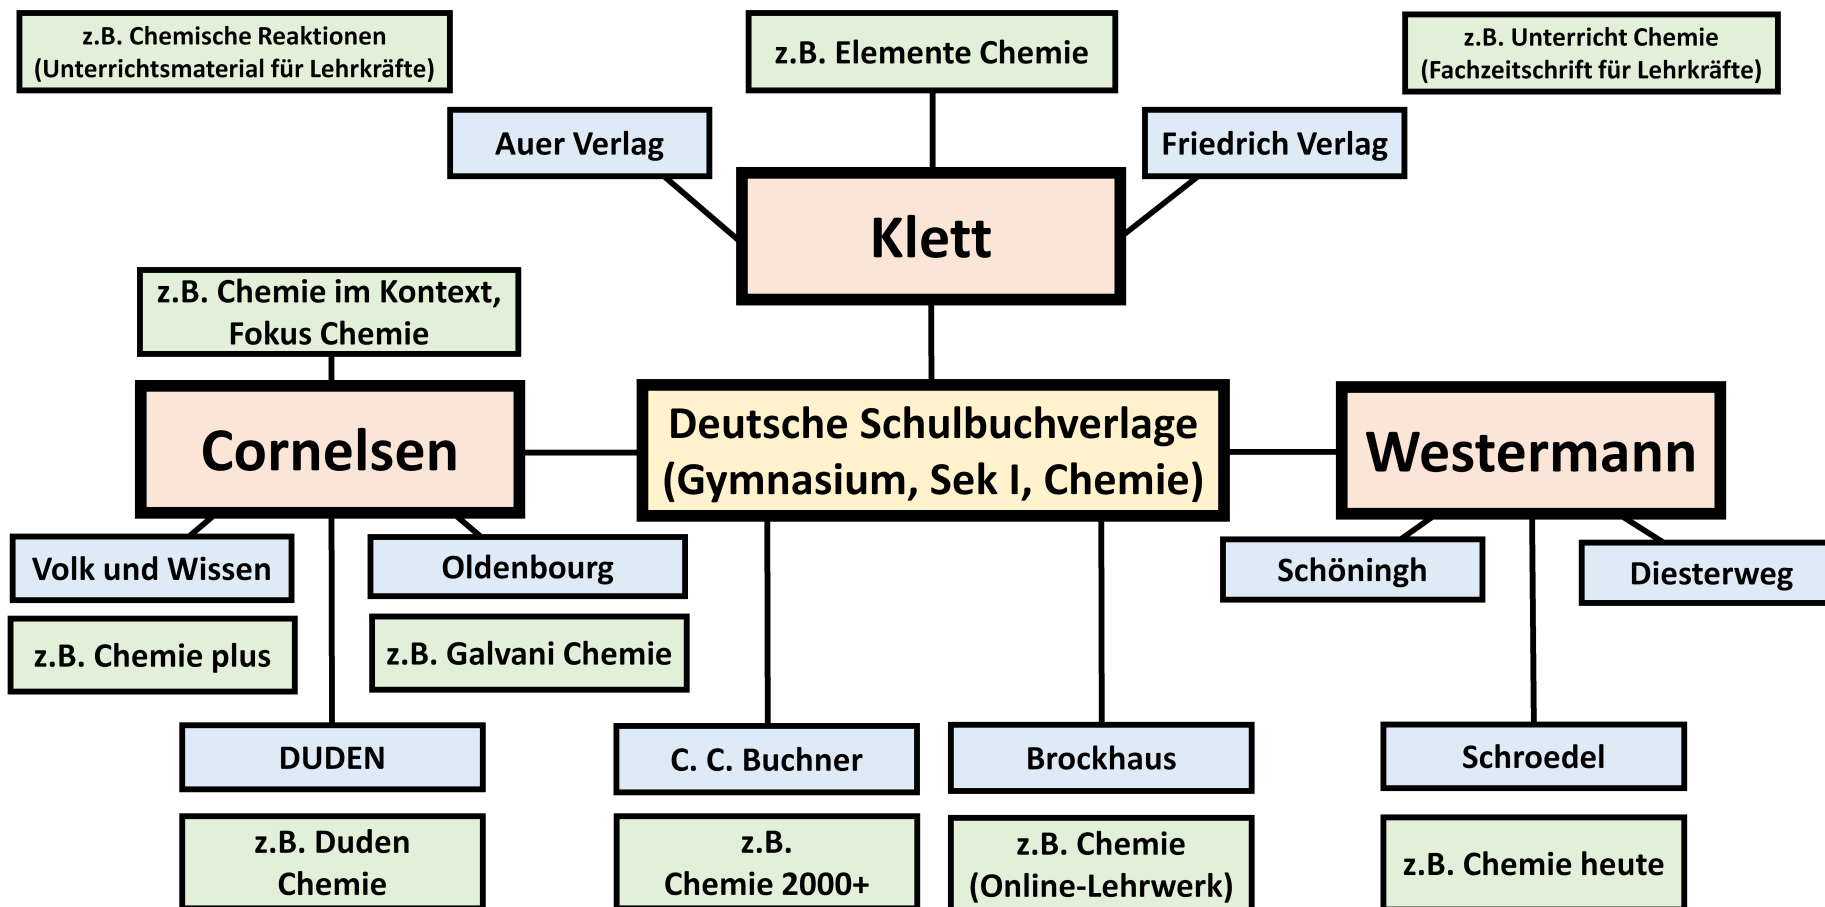 z.B. Chemische Reaktionen
(Unterrichtsmaterial für Lehrkräfte)
z.B. Elemente Chemie
z.B. Unterricht Chemie
(Fachzeitschrift für Lehrkräfte)
Auer Verlag
Friedrich Verlag
Klett
z.B. Chemie im Kontext,
Fokus Chemie
Cornelsen
Deutsche Schulbuchverlage
(Gymnasium, Sek I, Chemie)
Westermann
Volk und Wissen
Oldenbourg
Schöningh
Diesterweg
z.B. Chemie plus
z.B. Galvani Chemie
DUDEN
C. C. Buchner
Brockhaus
Schroedel
z.B. Duden
Chemie
z.B.
Chemie 2000+
z.B. Chemie
(Online-Lehrwerk)
z.B. Chemie heute